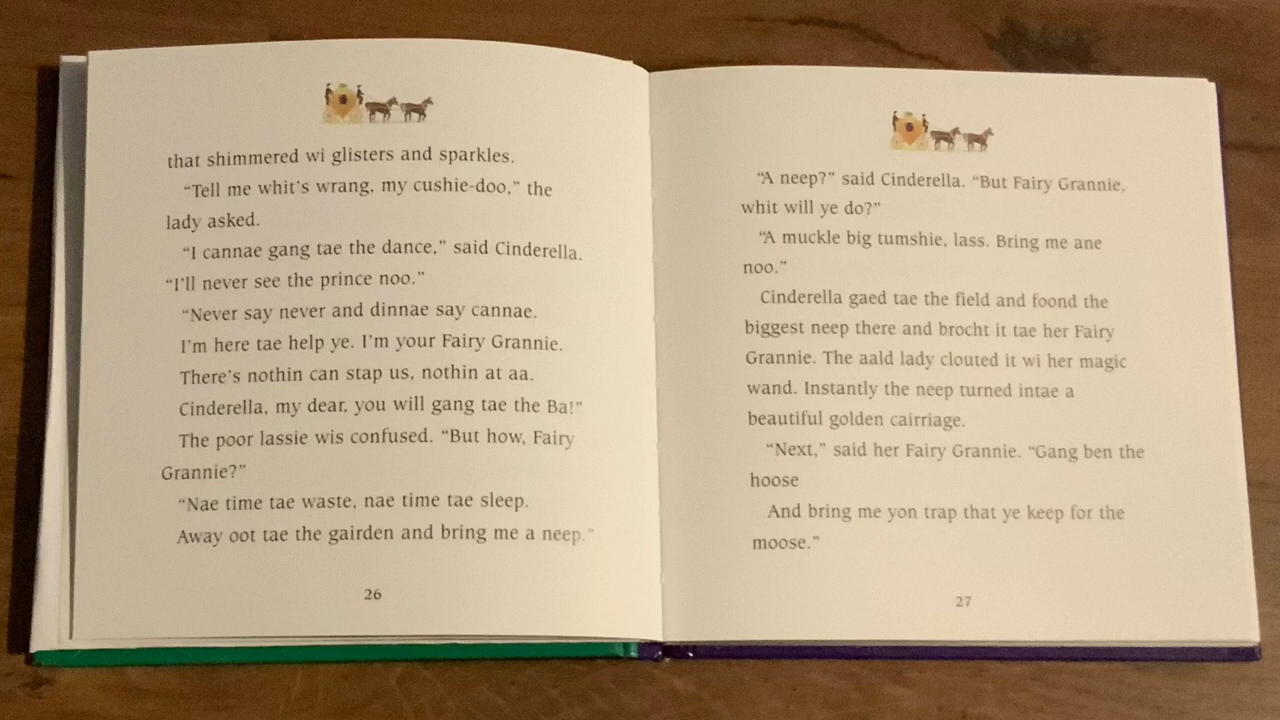 that shimmered wi glisters and sparkles.
“Tell me whit’s wrang, my cushie-doo,” the
lady asked.
“I cannae gang tae the dance,” said Cinderella.
“I’ll never see the prince noo.”
“Never say never and dinnae say cannae.
I’m here tae help ye. I’m your Fairy Grannie.
There’s nothin can stap us, nothin at aa.
Cinderella, my dear, you will gang tae the Ba!”
The poor lassie wis confused. “But how, Fairy
Grannie?”
“Nae time tae waste, nae time tae sleep.
Away oot tae the gairden and bring me a neep.”
26
“A neep?” said Cinderella. “But Fairy Grannie,
whit will ye do?”
“A muckle big tumshie, lass. Bring me ane
noo.”
Cinderella gaed tae the field and foond the
biggest neep there and brocht it tae her Fairy
Grannie. The aald lady clouted it wi her magic
wand. Instantly the neep turned intae a
beautiful golden cairriage.
“Next,” said her Fairy Grannie. “Gang ben the
hoose
And bring me yon trap that ye keep for the
moose.”
27